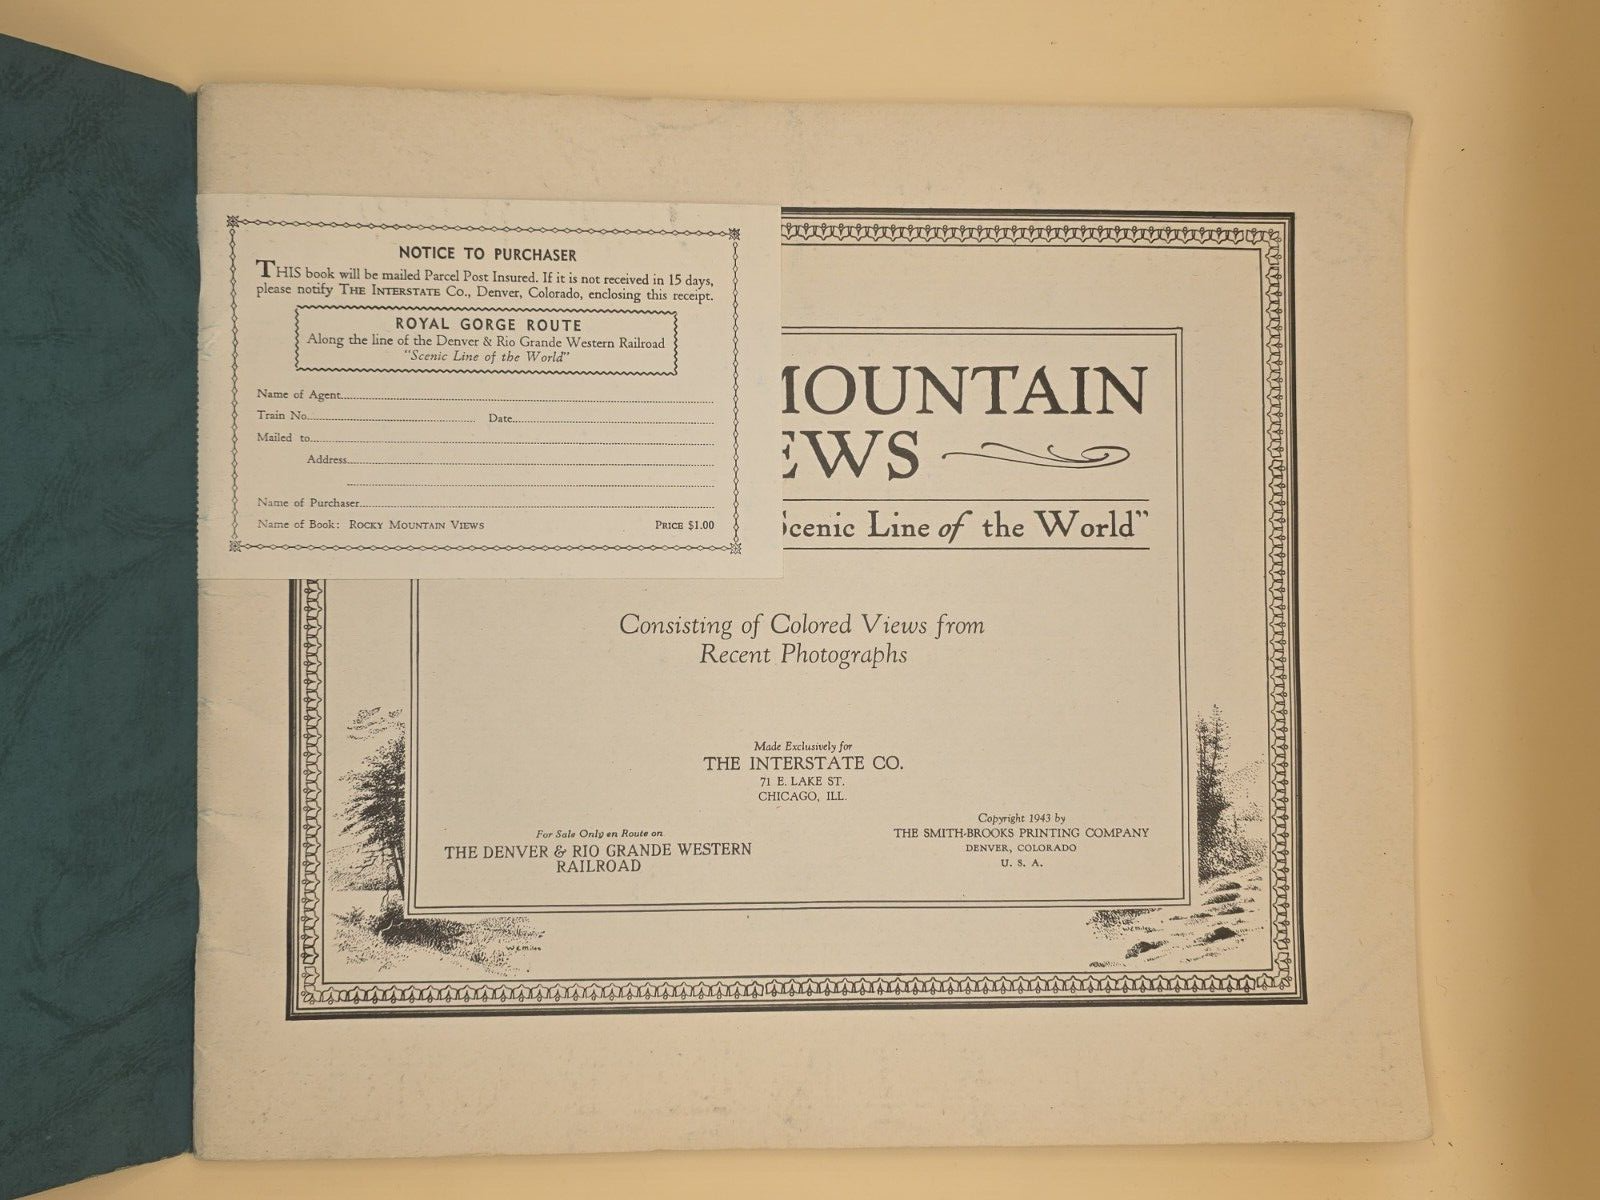 NOTICE TO PURCHASER
THIS book will be mailed Parcel Post Insured. If it is not received in 15 days,
please notify THE INTERSTATE Co., Denver, Colorado, enclosing this receipt.
ROYAL GORGE ROUTE
Along the line of the Denver & Rio Grande Western Railroad
"Scenic Line of the World"
Name of Agent
Train No. Date
Mailed to
Address
Name of Purchaser
Name of Book: ROCKY MOUNTAIN VIEWS PRICE $1.00
MOUNTAIN
EWS
Scenic Line of the World"
Consisting of Colored Views from
Recent Photographs
Made Exclusively for
THE INTERSTATE CO.
71 E. LAKE ST.
CHICAGO, ILL.
For Sale Only en Route on
THE DENVER & RIO GRANDE WESTERN
RAILROAD
Copyright 1943 by
THE SMITH-BROOKS PRINTING COMPANY
DENVER, COLORADO
U. S. A.
W.E. Miles
W.E. Miles